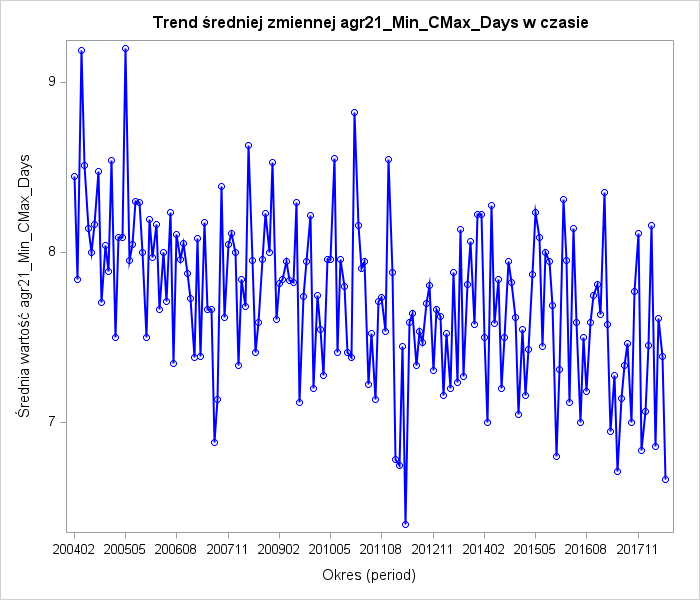 Trend średniej zmiennej agr21_Min_CMax_Days w czasie
Średnia wartość agr21_Min_CMax_Days
9
8
7
200402 200505 200608 200711 200902 201005 201108 201211 201402 201505 201608 201711
Okres (period)